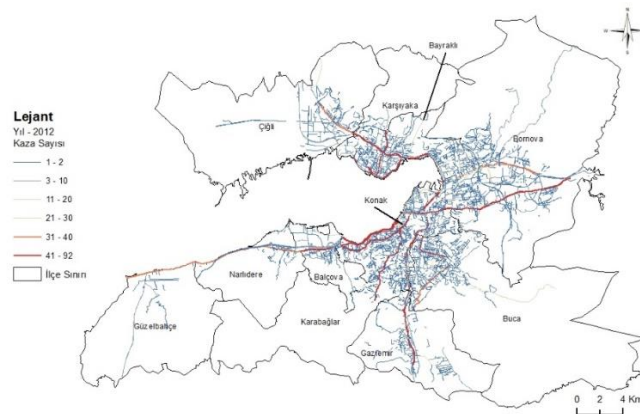 Bayraklı
Karşıyaka
Çiğli
Bornova
Lejant
Yıl - 2012
Kaza Sayısı
1 - 2
3 - 10
11 - 20
21 - 30
31 - 40
41 - 92
İlçe Sınırı
Konak
Narlıdere
Balçova
Güzelbahçe
Karabağlar
Buca
Gaziemir
0 2 4 Km